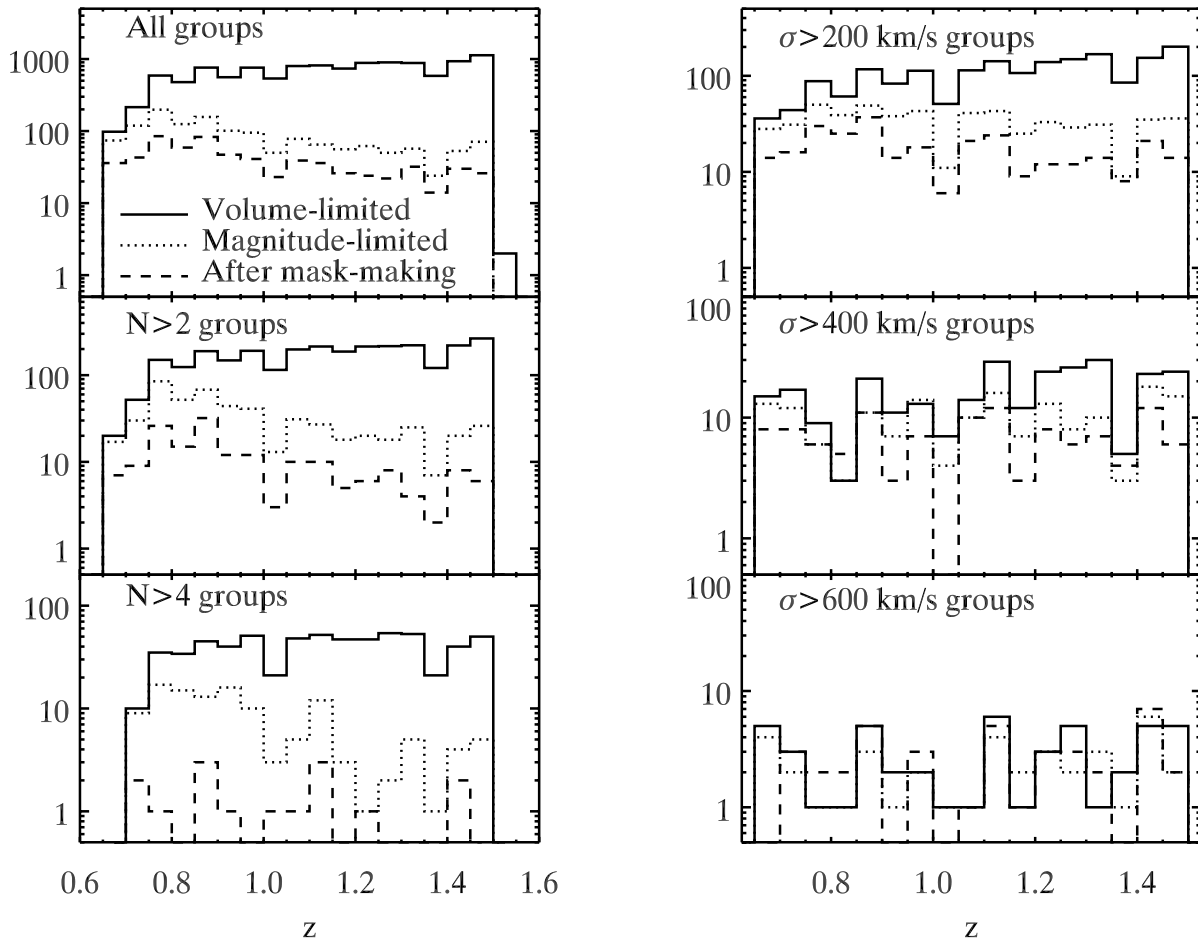 All groups
1000
100
10
1
Volume-limited
Magnitude-limited
After mask-making
N>2 groups
100
10
1
N>4 groups
100
10
1
0.6 0.8 1.0 1.2 1.4 1.6
z
σ>200 km/s groups
100
10
1
σ>400 km/s groups
100
10
1
σ>600 km/s groups
100
10
1
0.8 1.0 1.2 1.4
z